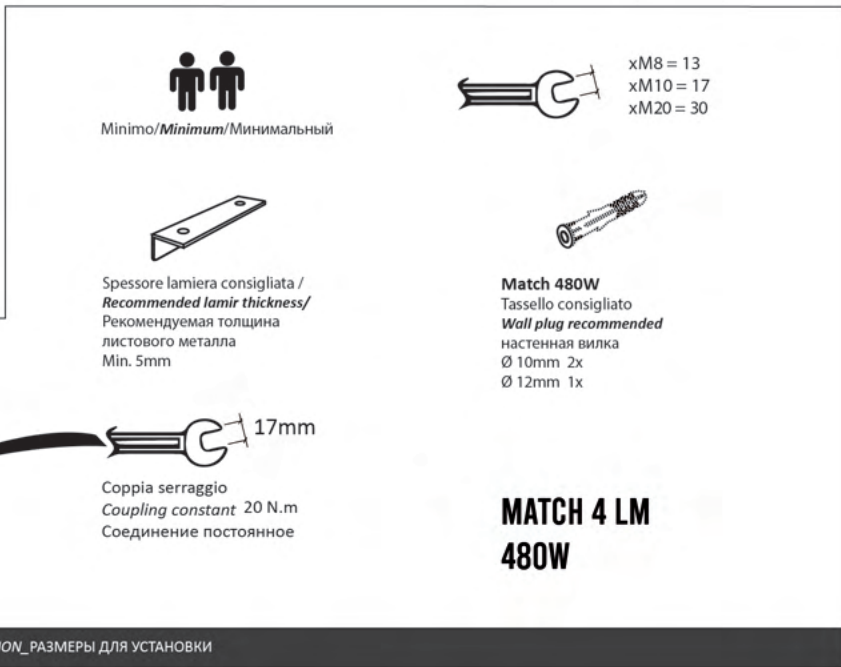 Minimo/Minimum/Минимальный
xM8 = 13
xM10 = 17
xM20 = 30
Spessore lamiera consigliata /
Recommended lamir thickness/
Рекомендуемая толщина
листового металла
Min. 5mm
Match 480W
Tassello consigliato
Wall plug recommended
настенная вилка
Ø 10mm 2x
Ø 12mm 1x
17mm
Coppia serraggio
Coupling constant 20 N.m
Соединение постоянное
MATCH 4 LM
480W
ION_РАЗМЕРЫ ДЛЯ УСТАНОВКИ